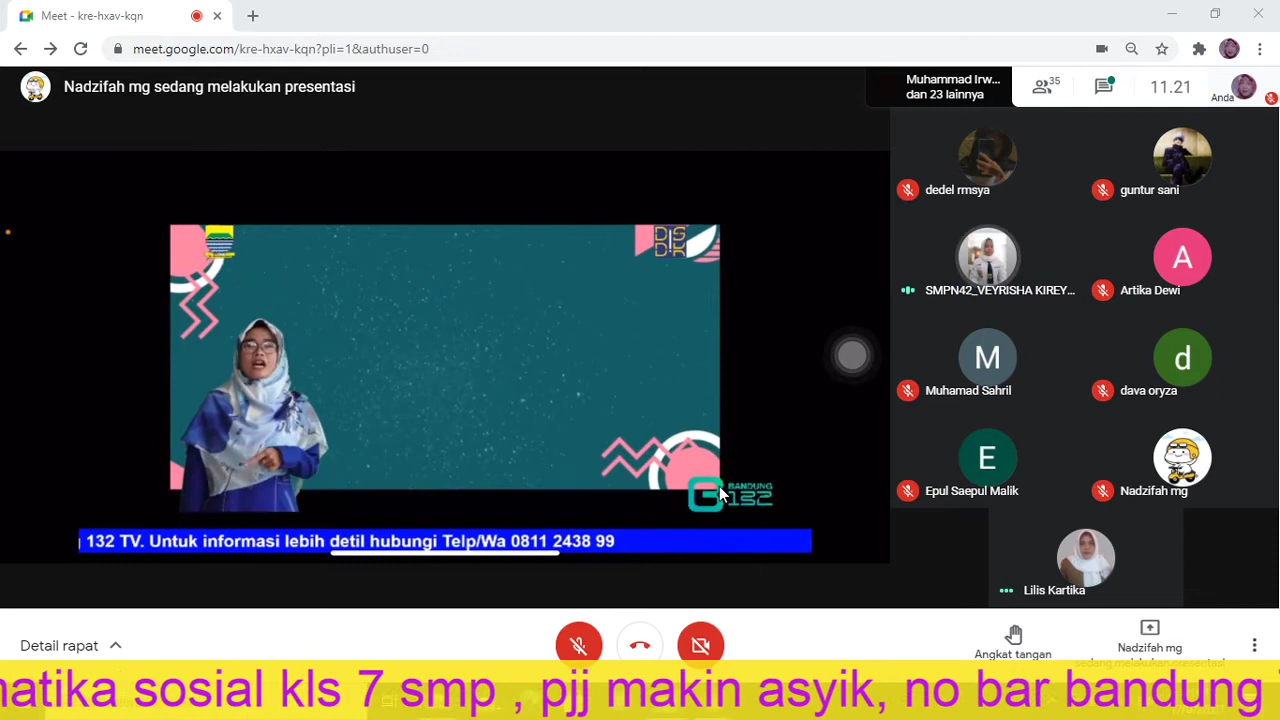 Meet - kre-hxav-kqn
meet.google.com/kre-hxav-kqn?pli=1&authuser=0
Nadzifah mg sedang melakukan presentasi
Muhammad Irw...
dan 23 lainnya
35
11.21
Anda
dedel rmsya
guntur sani
SMPN42_VEYRISHA KIREY...
A
Artika Dewi
M
Muhamad Sahril
d
dava oryza
E
Epul Saepul Malik
Nadzifah mg
Lilis Kartika
DISDIK
BANDUNG
132
132 TV. Untuk informasi lebih detil hubungi Telp/Wa 0811 2438 99
Detail rapat
Angkat tangan
Nadzifah mg
sedang melakukan presentasi
matika sosial kls 7 smp , pjj makin asyik, no bar bandung